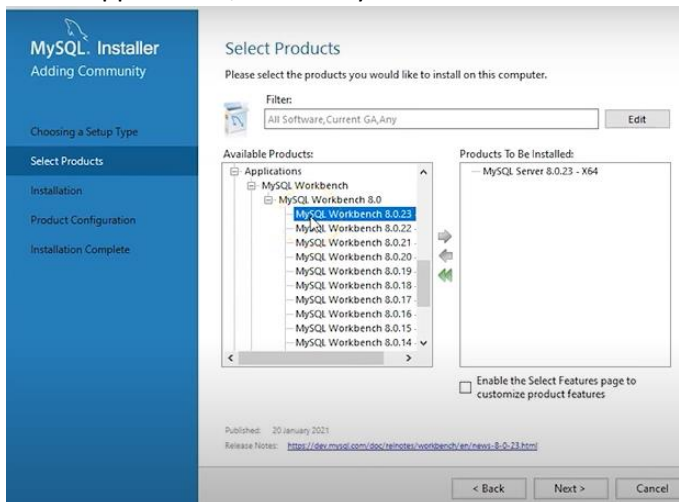 MySQL. Installer
Adding Community
Choosing a Setup Type
Select Products
Installation
Product Configuration
Installation Complete
Select Products
Please select the products you would like to install on this computer.
Filter:
All Software,Current GA,Any
Edit
Available Products:
Applications
MySQL Workbench
MySQL Workbench 8.0
MySQL Workbench 8.0.23
MySQL Workbench 8.0.22
MySQL Workbench 8.0.21
MySQL Workbench 8.0.20
MySQL Workbench 8.0.19
MySQL Workbench 8.0.18
MySQL Workbench 8.0.17
MySQL Workbench 8.0.16
MySQL Workbench 8.0.15
MySQL Workbench 8.0.14
Products To Be Installed:
MySQL Server 8.0.23 - X64
Enable the Select Features page to
customize product features
Published: 20 January 2021
Release Notes: https://dev.mysql.com/doc/relnotes/workbench/en/news-8-0-23.html
< Back
Next >
Cancel